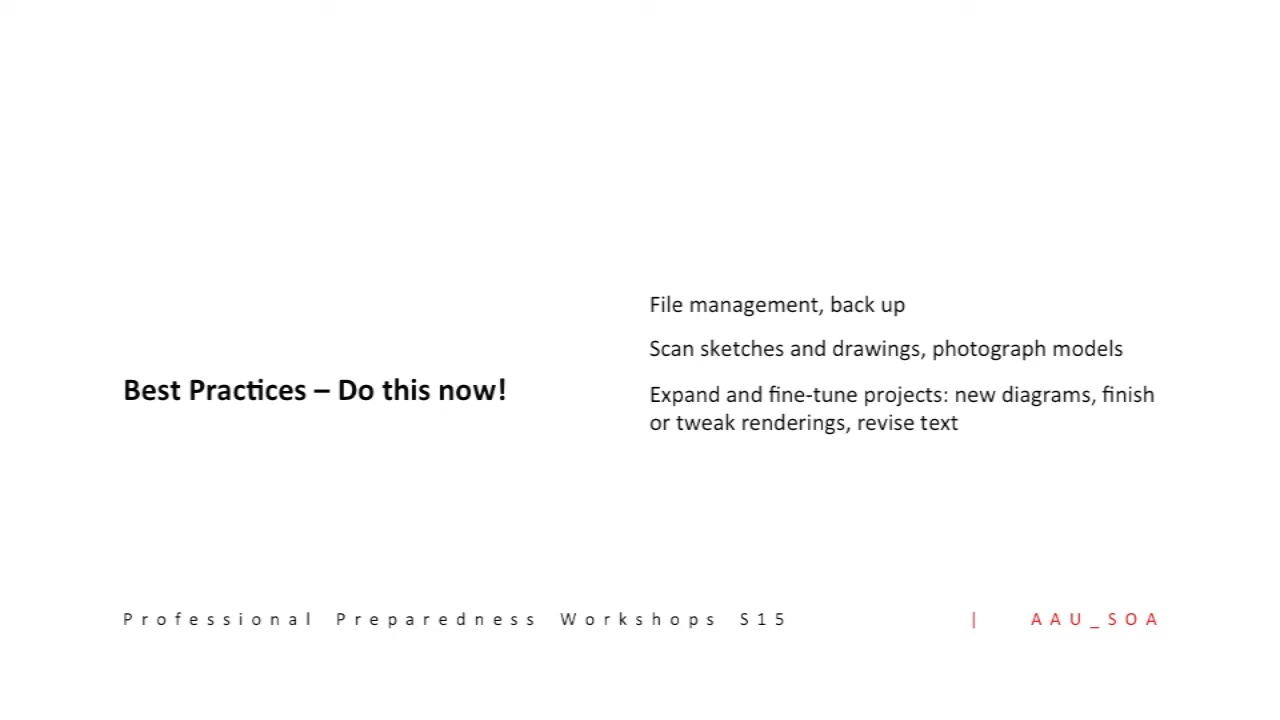 Best Practices – Do this now!
File management, back up
Scan sketches and drawings, photograph models
Expand and fine-tune projects: new diagrams, finish
or tweak renderings, revise text
Professional Preparedness Workshops S15 | AAU_SOA